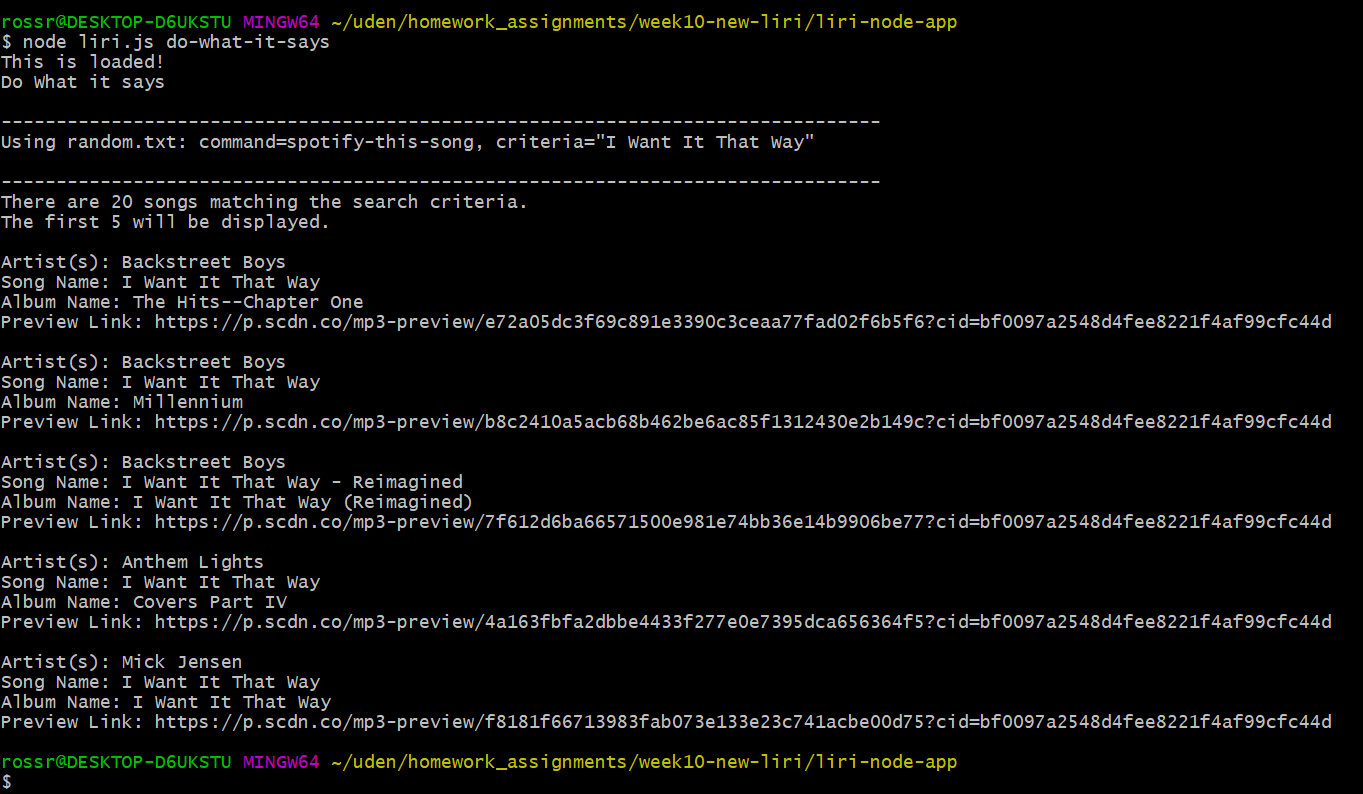 rossr@DESKTOP-D6UKSTU MINGW64 ~/uden/homework_assignments/week10-new-liri/liri-node-app
$ node liri.js do-what-it-says
This is loaded!
Do What it says
--------------------------------------------------------------------------------
Using random.txt: command=spotify-this-song, criteria="I Want It That Way"
--------------------------------------------------------------------------------
There are 20 songs matching the search criteria.
The first 5 will be displayed.
Artist(s): Backstreet Boys
Song Name: I Want It That Way
Album Name: The Hits--Chapter One
Preview Link: https://p.scdn.co/mp3-preview/e72a05dc3f69c891e3390c3ceaa77fad02f6b5f6?cid=bf0097a2548d4fee8221f4af99cfc44d
Artist(s): Backstreet Boys
Song Name: I Want It That Way
Album Name: Millennium
Preview Link: https://p.scdn.co/mp3-preview/b8c2410a5acb68b462be6ac85f1312430e2b149c?cid=bf0097a2548d4fee8221f4af99cfc44d
Artist(s): Backstreet Boys
Song Name: I Want It That Way - Reimagined
Album Name: I Want It That Way (Reimagined)
Preview Link: https://p.scdn.co/mp3-preview/7f612d6ba66571500e981e74bb36e14b9906be77?cid=bf0097a2548d4fee8221f4af99cfc44d
Artist(s): Anthem Lights
Song Name: I Want It That Way
Album Name: Covers Part IV
Preview Link: https://p.scdn.co/mp3-preview/4a163fbfa2dbbe4433f277e0e7395dca656364f5?cid=bf0097a2548d4fee8221f4af99cfc44d
Artist(s): Mick Jensen
Song Name: I Want It That Way
Album Name: I Want It That Way
Preview Link: https://p.scdn.co/mp3-preview/f8181f66713983fab073e133e23c741acbe00d75?cid=bf0097a2548d4fee8221f4af99cfc44d
rossr@DESKTOP-D6UKSTU MINGW64 ~/uden/homework_assignments/week10-new-liri/liri-node-app
$